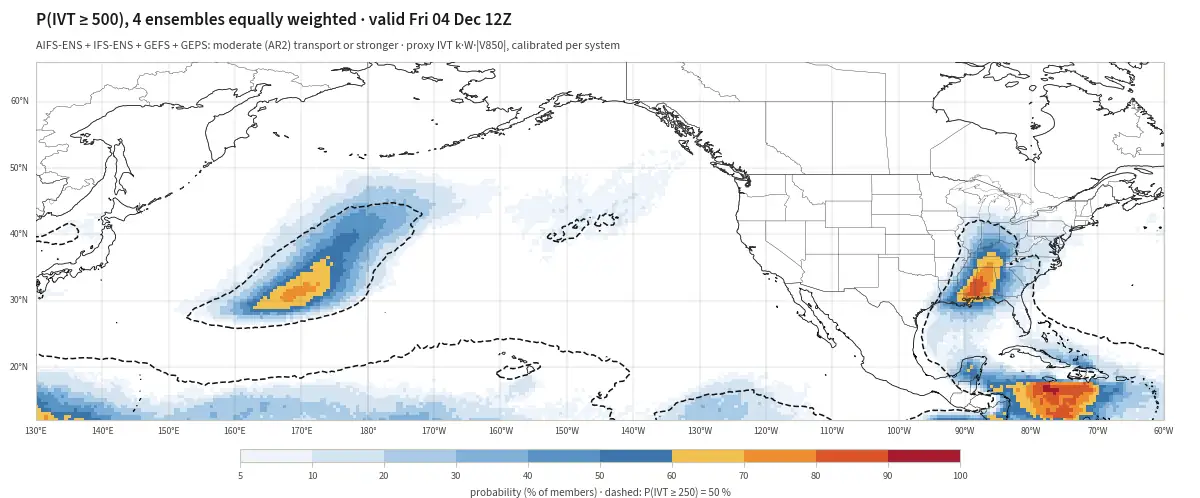 P(IVT ≥ 500), 4 ensembles equally weighted · valid Fri 04 Dec 12Z
AIFS-ENS + IFS-ENS + GEFS + GEPS: moderate (AR2) transport or stronger · proxy IVT k·W·|V850|, calibrated per system
60°N
50°N
40°N
30°N
20°N
130°E 140°E 150°E 160°E 170°E 180° 170°W 160°W 150°W 140°W 130°W 120°W 110°W 100°W 90°W 80°W 70°W 60°W
5 10 20 30 40 50 60 70 80 90 100
probability (% of members) · dashed: P(IVT ≥ 250) = 50 %